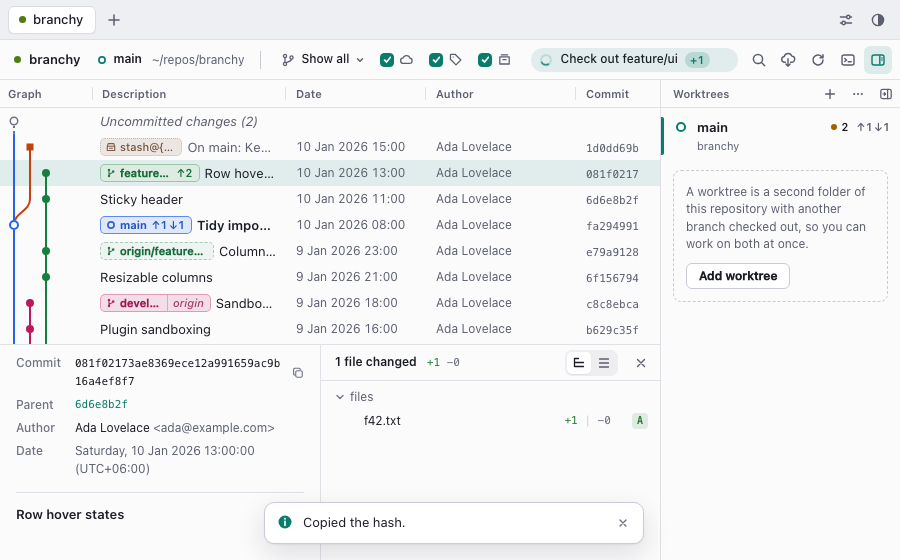 branchy
branchy main ~/repos/branchy Show all Check out feature/ui +1
Graph Description Date Author Commit
Uncommitted changes (2)
stash@{... On main: Ke... 10 Jan 2026 15:00 Ada Lovelace 1d0dd69b
feature... ↑2 Row hove... 10 Jan 2026 13:00 Ada Lovelace 081f0217
Sticky header 10 Jan 2026 11:00 Ada Lovelace 6d6e8b2f
main ↑1↓1 Tidy impo... 10 Jan 2026 08:00 Ada Lovelace fa294991
origin/feature... Column... 9 Jan 2026 23:00 Ada Lovelace e79a9128
Resizable columns 9 Jan 2026 21:00 Ada Lovelace 6f156794
devel... origin Sandbo... 9 Jan 2026 18:00 Ada Lovelace c8c8ebca
Plugin sandboxing 9 Jan 2026 16:00 Ada Lovelace b629c35f
Worktrees
main 2 ↑1↓1
branchy
A worktree is a second folder of
this repository with another
branch checked out, so you can
work on both at once.
Add worktree
Commit 081f02173ae8369ece12a991659ac9b
16a4ef8f7
Parent 6d6e8b2f
Author Ada Lovelace <ada@example.com>
Date Saturday, 10 Jan 2026 13:00:00
(UTC+06:00)
Row hover states
1 file changed +1 −0
files
f42.txt +1 −0 A
Copied the hash.